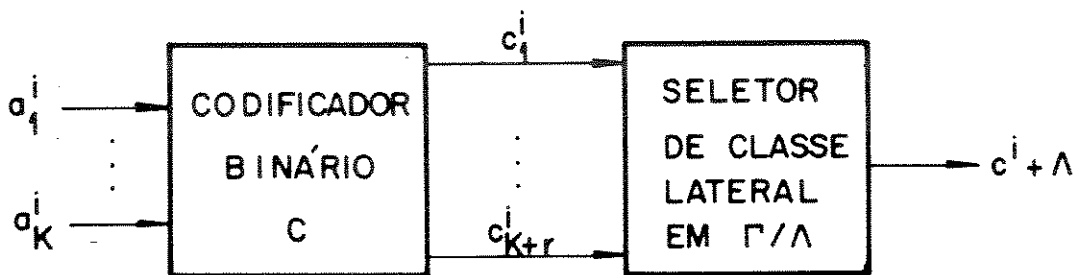 a_1^i
⋮
a_K^i
CODIFICADOR
BINÁRIO
C
c_1^i
⋮
c_{K+r}^i
SELETOR
DE CLASSE
LATERAL
EM Γ/Λ
c^i + Λ